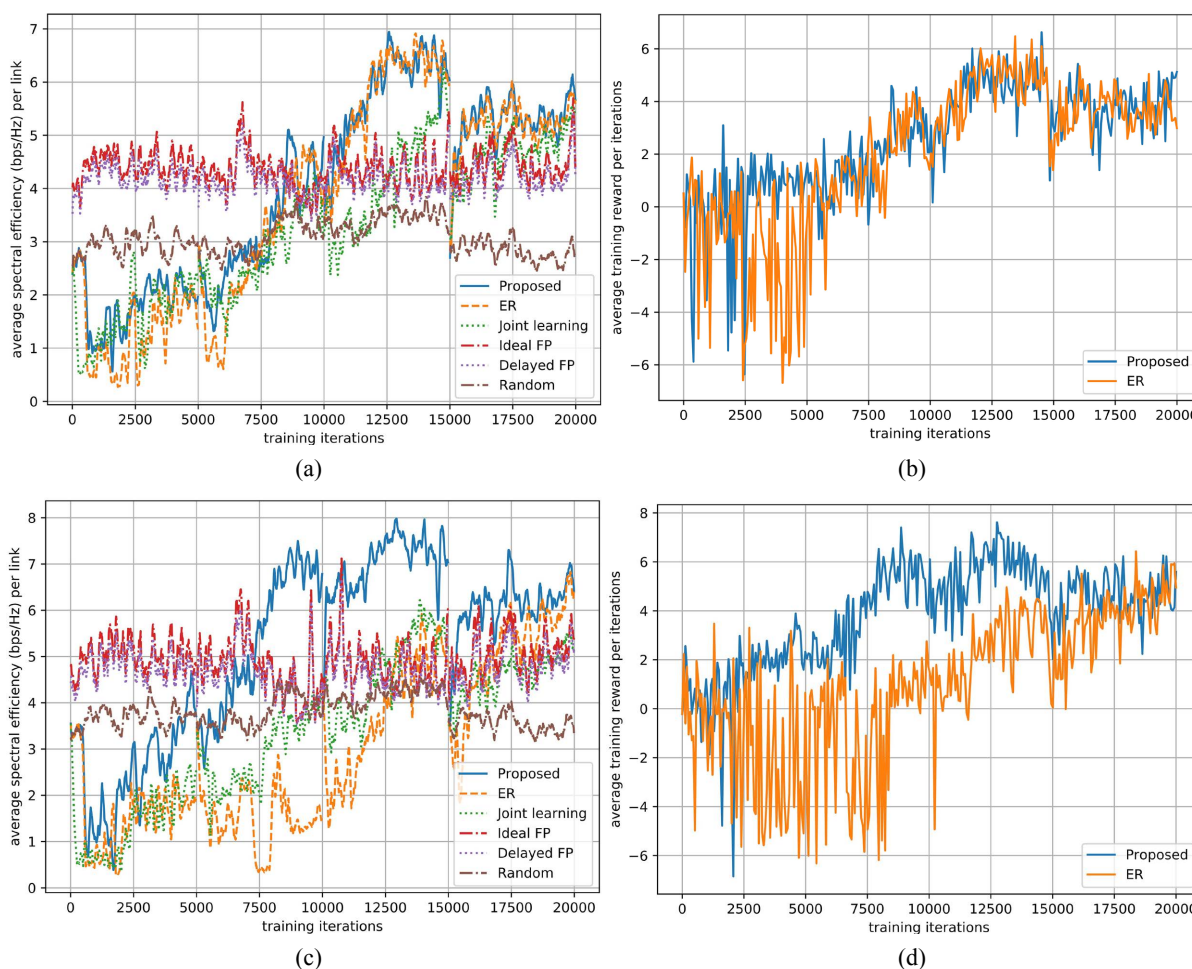 average spectral efficiency (bps/Hz) per link
7
6
5
4
3
2
1
0
Proposed
ER
Joint learning
Ideal FP
Delayed FP
Random
0 2500 5000 7500 10000 12500 15000 17500 20000
training iterations
(a)
average training reward per iterations
6
4
2
0
−2
−4
−6
Proposed
ER
0 2500 5000 7500 10000 12500 15000 17500 20000
training iterations
(b)
average spectral efficiency (bps/Hz) per link
8
7
6
5
4
3
2
1
0
Proposed
ER
Joint learning
Ideal FP
Delayed FP
Random
0 2500 5000 7500 10000 12500 15000 17500 20000
training iterations
(c)
average training reward per iterations
8
6
4
2
0
−2
−4
−6
Proposed
ER
0 2500 5000 7500 10000 12500 15000 17500 20000
training iterations
(d)